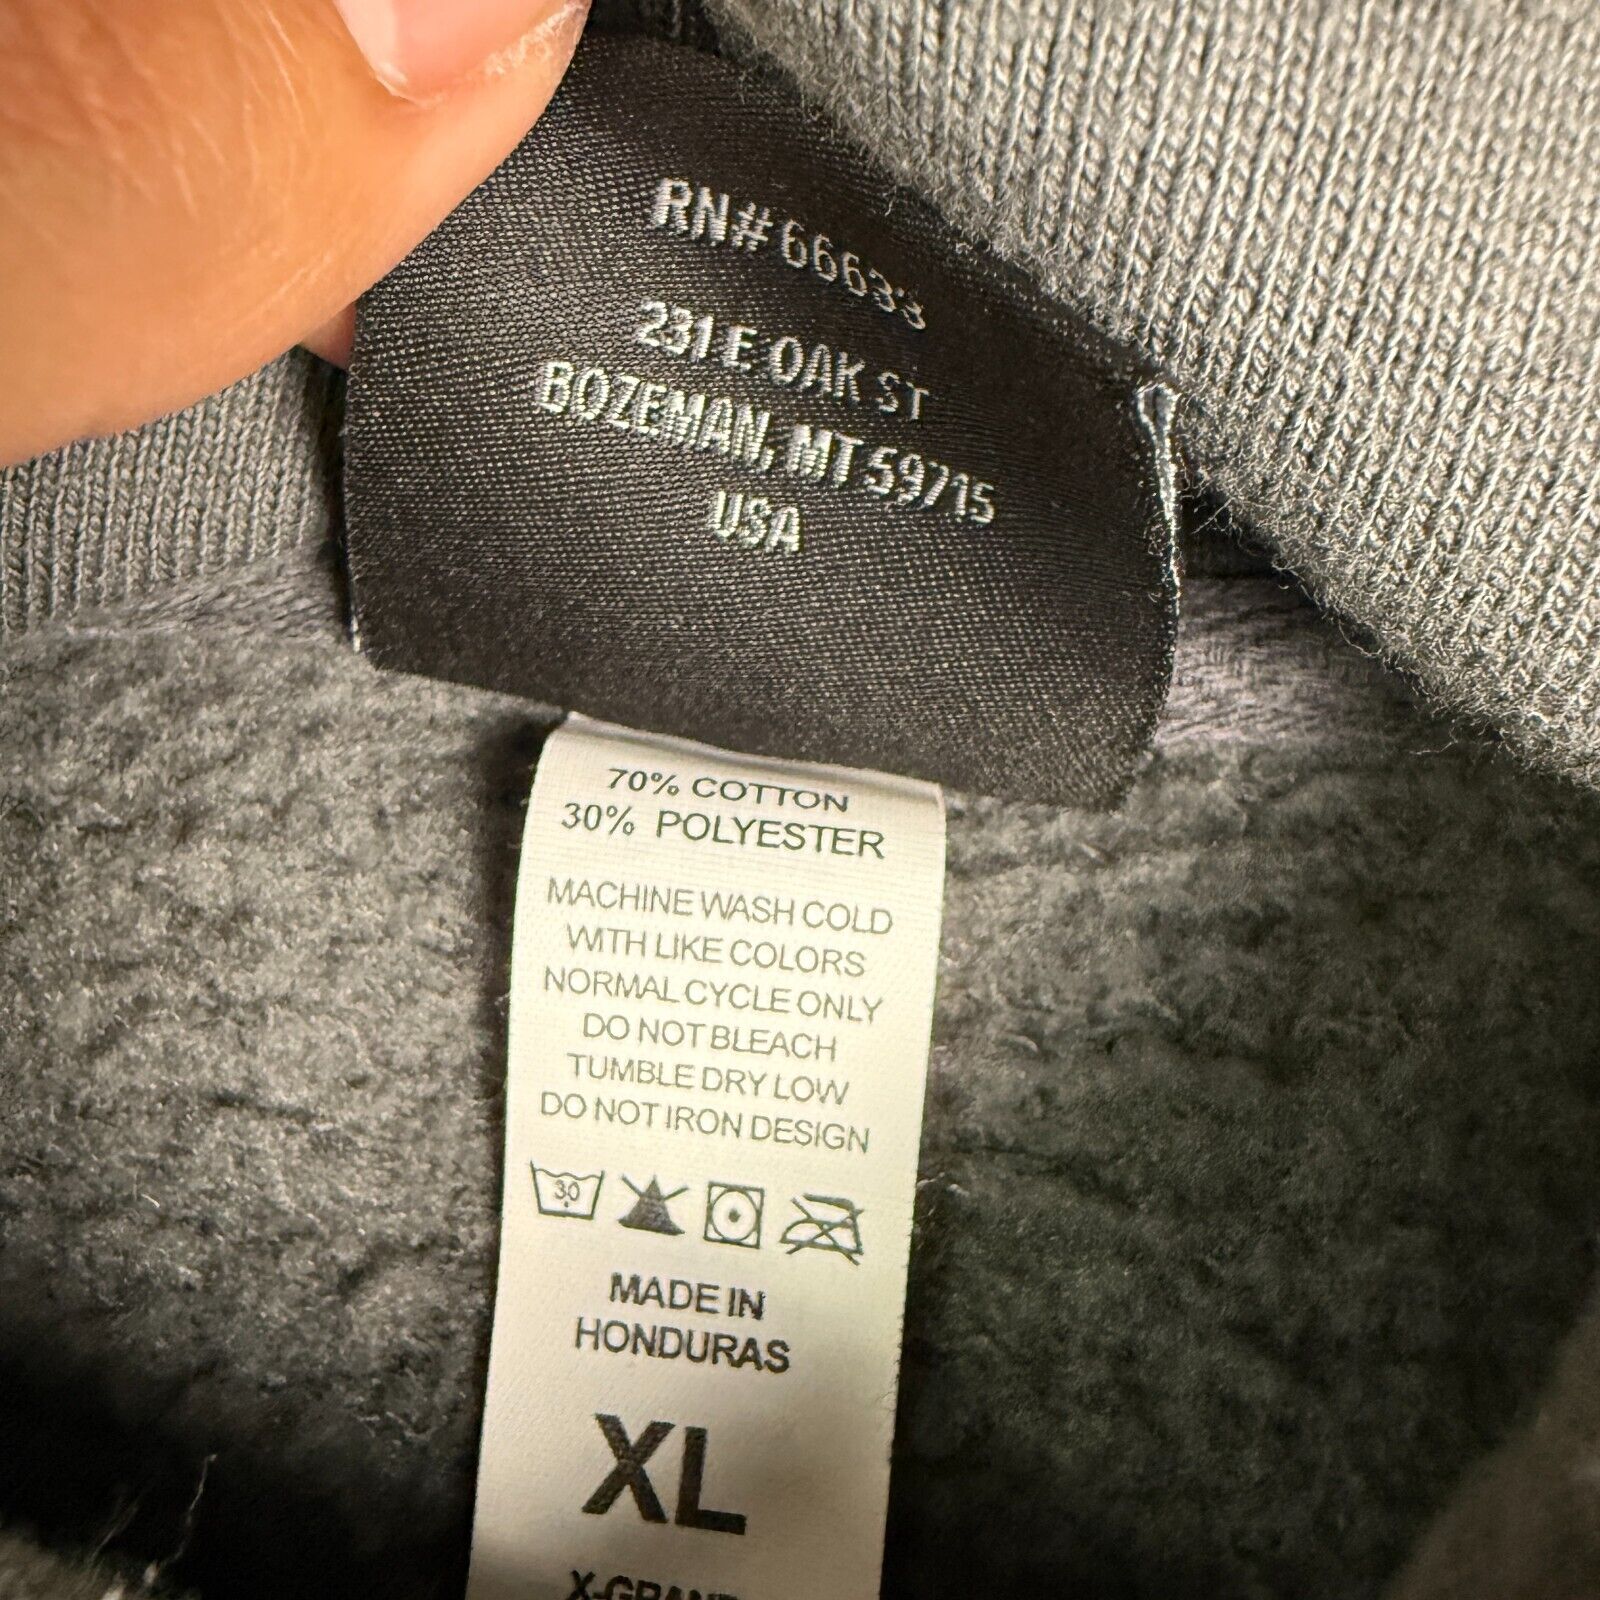 RN# 66633
231 E OAK ST
BOZEMAN, MT 59715
USA
70% COTTON
30% POLYESTER
MACHINE WASH COLD
WITH LIKE COLORS
NORMAL CYCLE ONLY
DO NOT BLEACH
TUMBLE DRY LOW
DO NOT IRON DESIGN
30
MADE IN
HONDURAS
XL